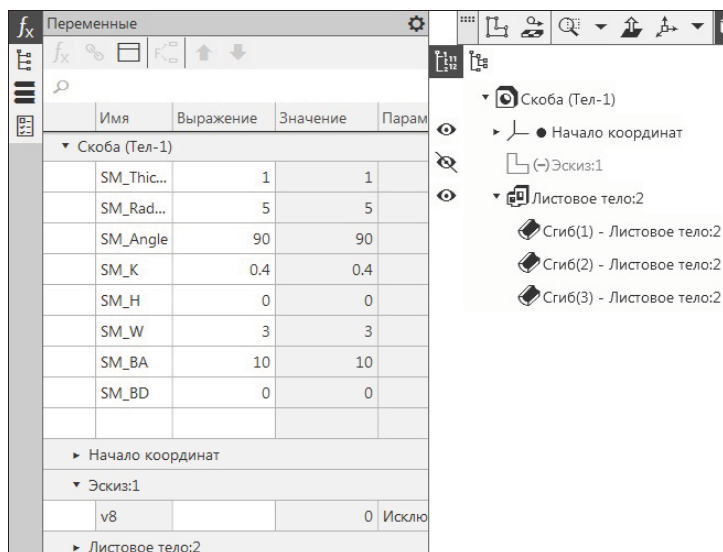 fx Переменные
fx
Имя Выражение Значение Парам
Скоба (Тел-1)
SM_Thic... 1 1
SM_Rad... 5 5
SM_Angle 90 90
SM_K 0.4 0.4
SM_H 0 0
SM_W 3 3
SM_BA 10 10
SM_BD 0 0
Начало координат
Эскиз:1
v8 0 Исклю
Листовое тело:2
Скоба (Тел-1)
Начало координат
(-)Эскиз:1
Листовое тело:2
Сгиб(1) - Листовое тело:2
Сгиб(2) - Листовое тело:2
Сгиб(3) - Листовое тело:2